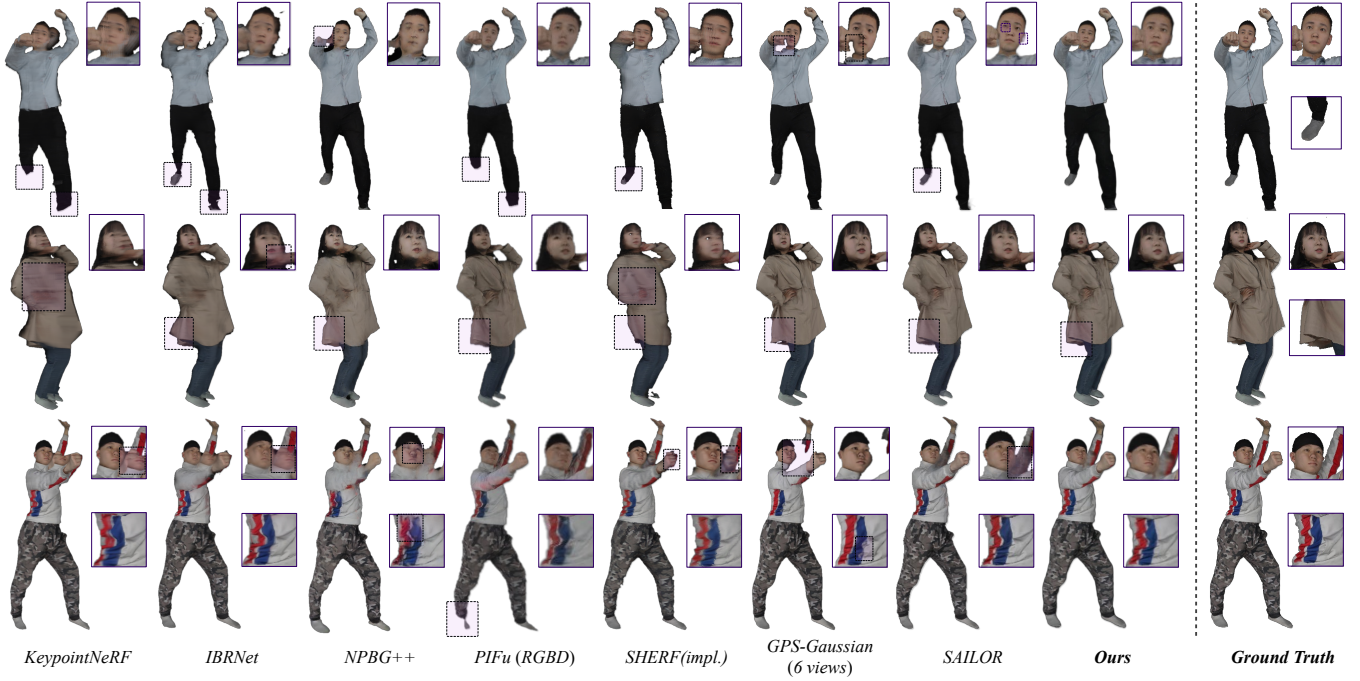 KeypointNeRF
IBRNet
NPBG++
PIFu (RGBD)
SHERF(impl.)
GPS-Gaussian
(6 views)
SAILOR
Ours
Ground Truth